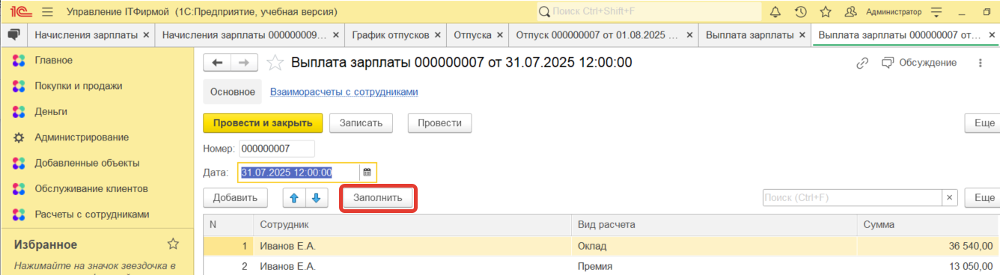 1С Управление ITФирмой (1С:Предприятие, учебная версия) Поиск Ctrl+Shift+F Администратор
Начисления зарплаты × Начисления зарплаты 000000009... × График отпусков × Отпуска × Отпуск 000000007 от 01.08.2025 ... × Выплата зарплаты × Выплата зарплаты 000000007 от... ×
Главное
Покупки и продажи
Деньги
Администрирование
Добавленные объекты
Обслуживание клиентов
Расчеты с сотрудниками
Избранное
Нажимайте на значок звездочка в
Выплата зарплаты 000000007 от 31.07.2025 12:00:00
Обсуждение
Основное Взаиморасчеты с сотрудниками
Провести и закрыть Записать Провести Еще
Номер: 000000007
Дата: 31.07.2025 12:00:00
Добавить Заполнить Поиск (Ctrl+F) × Еще
N Сотрудник Вид расчета Сумма
1 Иванов Е.А. Оклад 36 540,00
2 Иванов Е.А. Премия 13 050,00